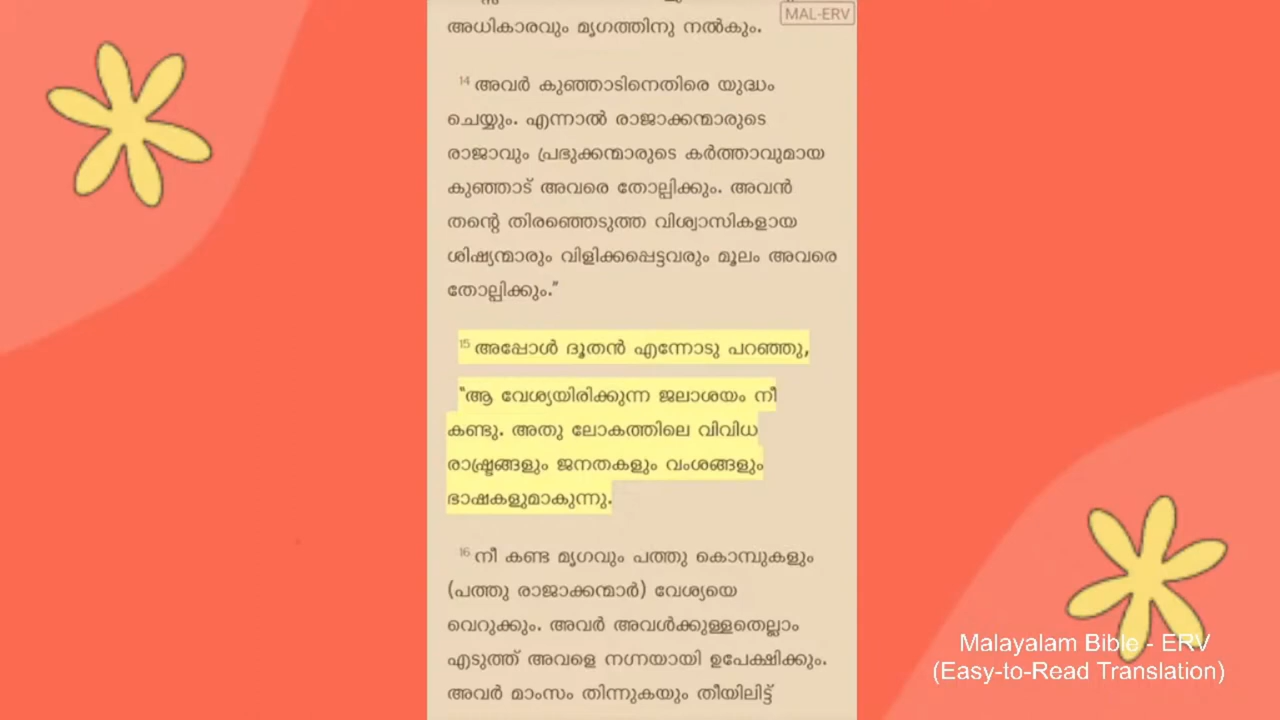 MAL-ERV
അധികാരവും മൃഗത്തിനു നൽകും.
14 അവർ കുഞ്ഞാടിനെതിരെ യുദ്ധം
ചെയ്യും. എന്നാൽ രാജാക്കന്മാരുടെ
രാജാവും പ്രഭുക്കന്മാരുടെ കർത്താവുമായ
കുഞ്ഞാട് അവരെ തോല്പിക്കും. അവൻ
തന്റെ തിരഞ്ഞെടുത്ത വിശ്വാസികളായ
ശിഷ്യന്മാരും വിളിക്കപ്പെട്ടവരും മൂലം അവരെ
തോല്പിക്കും.”
15 അപ്പോൾ ദൂതൻ എന്നോടു പറഞ്ഞു,
“ആ വേശ്യയിരിക്കുന്ന ജലാശയം നീ
കണ്ടു. അതു ലോകത്തിലെ വിവിധ
രാഷ്ട്രങ്ങളും ജനതകളും വംശങ്ങളും
ഭാഷകളുമാകുന്നു.
16 നീ കണ്ട മൃഗവും പത്തു കൊമ്പുകളും
(പത്തു രാജാക്കന്മാർ) വേശ്യയെ
വെറുക്കും. അവർ അവൾക്കുള്ളതെല്ലാം
എടുത്ത് അവളെ നഗ്നയായി ഉപേക്ഷിക്കും.
അവർ മാംസം തിന്നുകയും തീയിലിട്ട്
Malayalam Bible - ERV
(Easy-to-Read Translation)